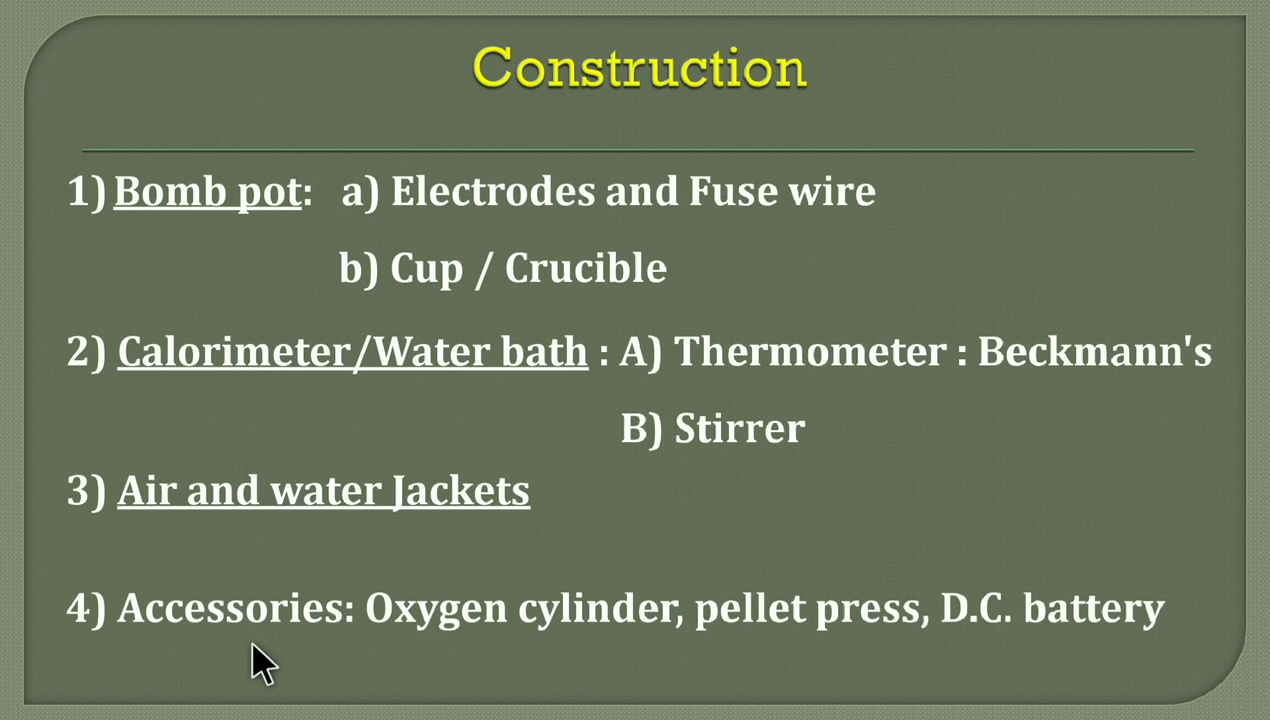 Construction
1) Bomb pot: a) Electrodes and Fuse wire
b) Cup / Crucible
2) Calorimeter/Water bath : A) Thermometer : Beckmann's
B) Stirrer
3) Air and water Jackets
4) Accessories: Oxygen cylinder, pellet press, D.C. battery